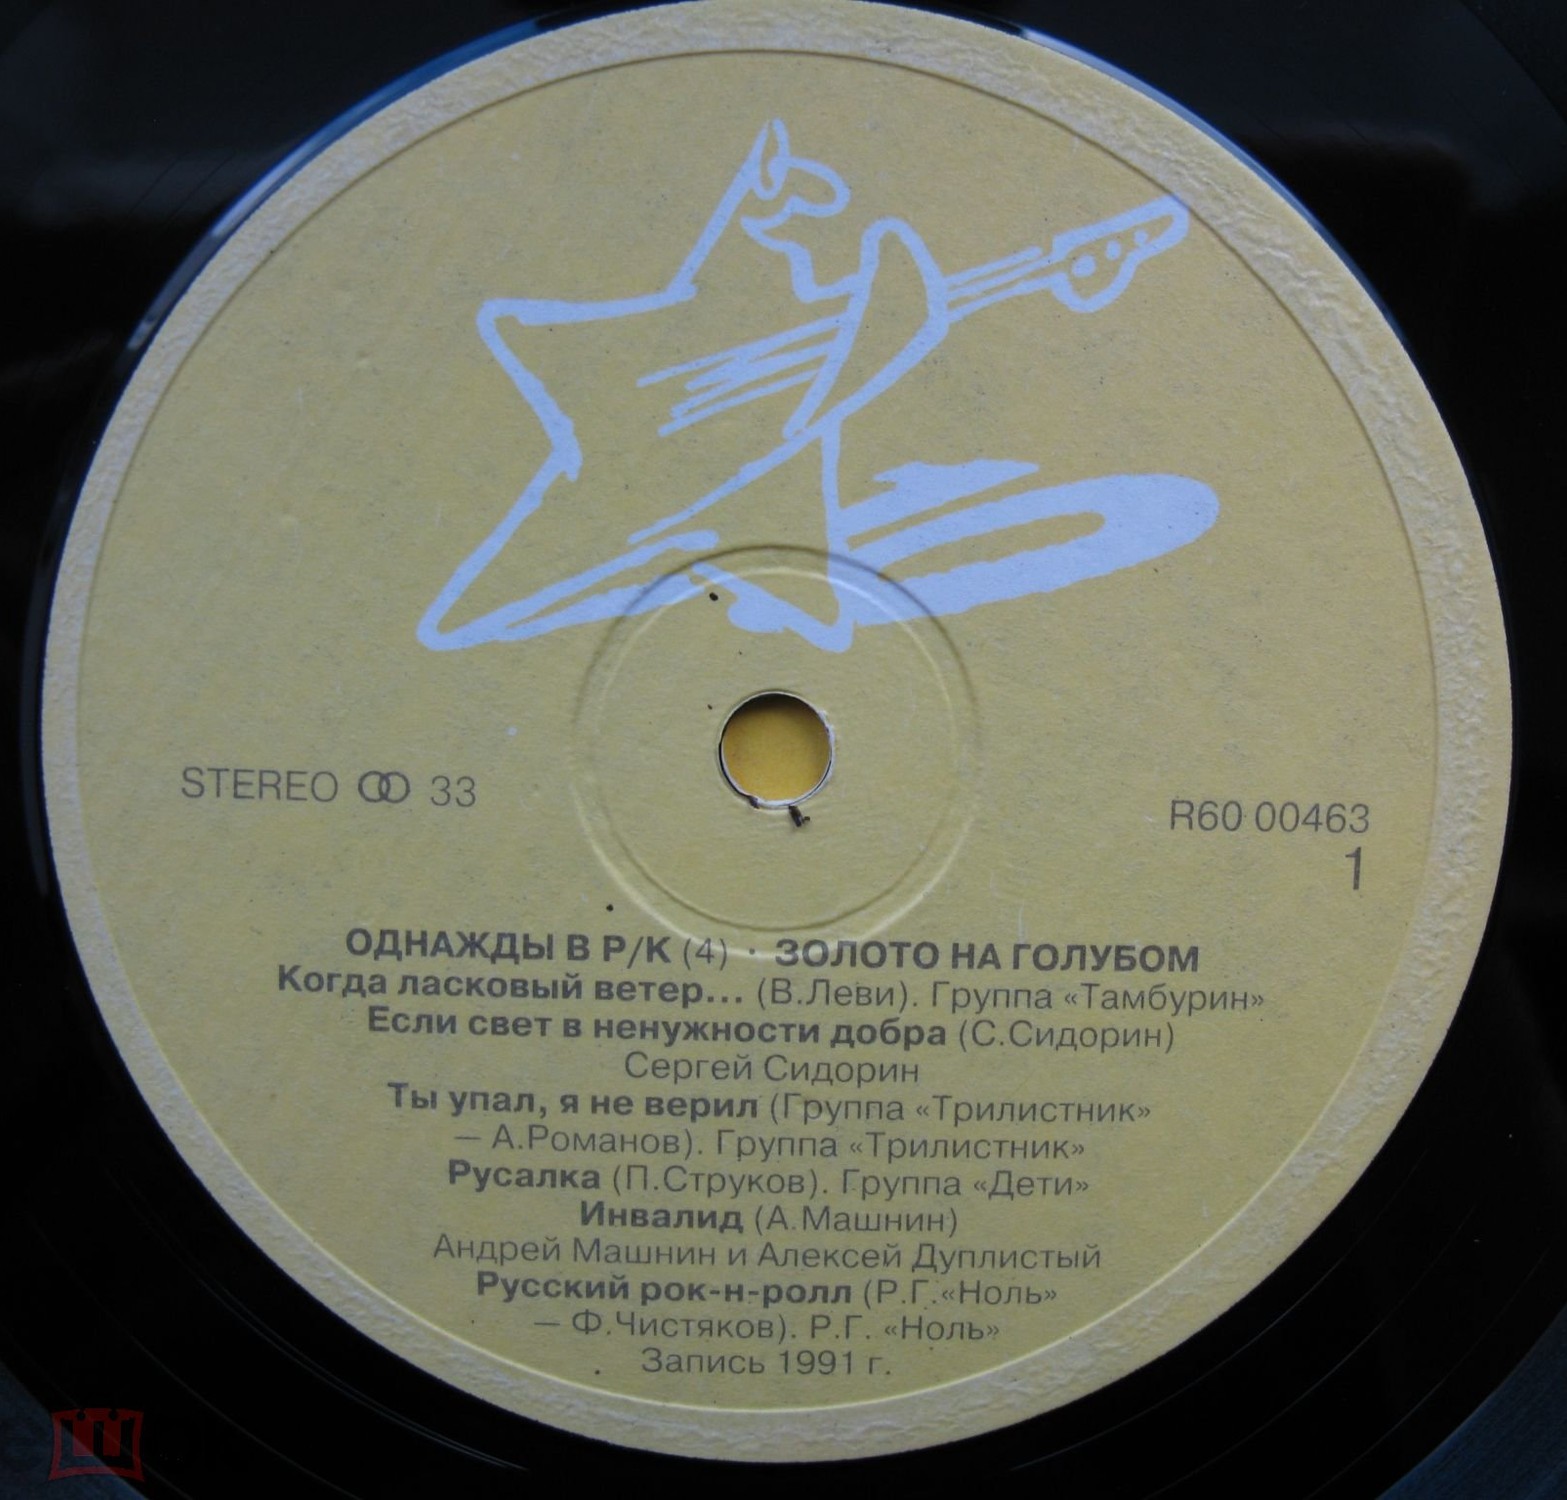 STEREO 33
R60 00463
1
ОДНАЖДЫ В Р/К (4) · ЗОЛОТО НА ГОЛУБОМ
Когда ласковый ветер... (В.Леви). Группа «Тамбурин»
Если свет в ненужности добра (С.Сидорин)
Сергей Сидорин
Ты упал, я не верил (Группа «Трилистник»
— А.Романов). Группа «Трилистник»
Русалка (П.Струков). Группа «Дети»
Инвалид (А.Машнин)
Андрей Машнин и Алексей Дуплистый
Русский рок-н-ролл (Р.Г.«Ноль»
— Ф.Чистяков). Р.Г. «Ноль»
Запись 1991 г.